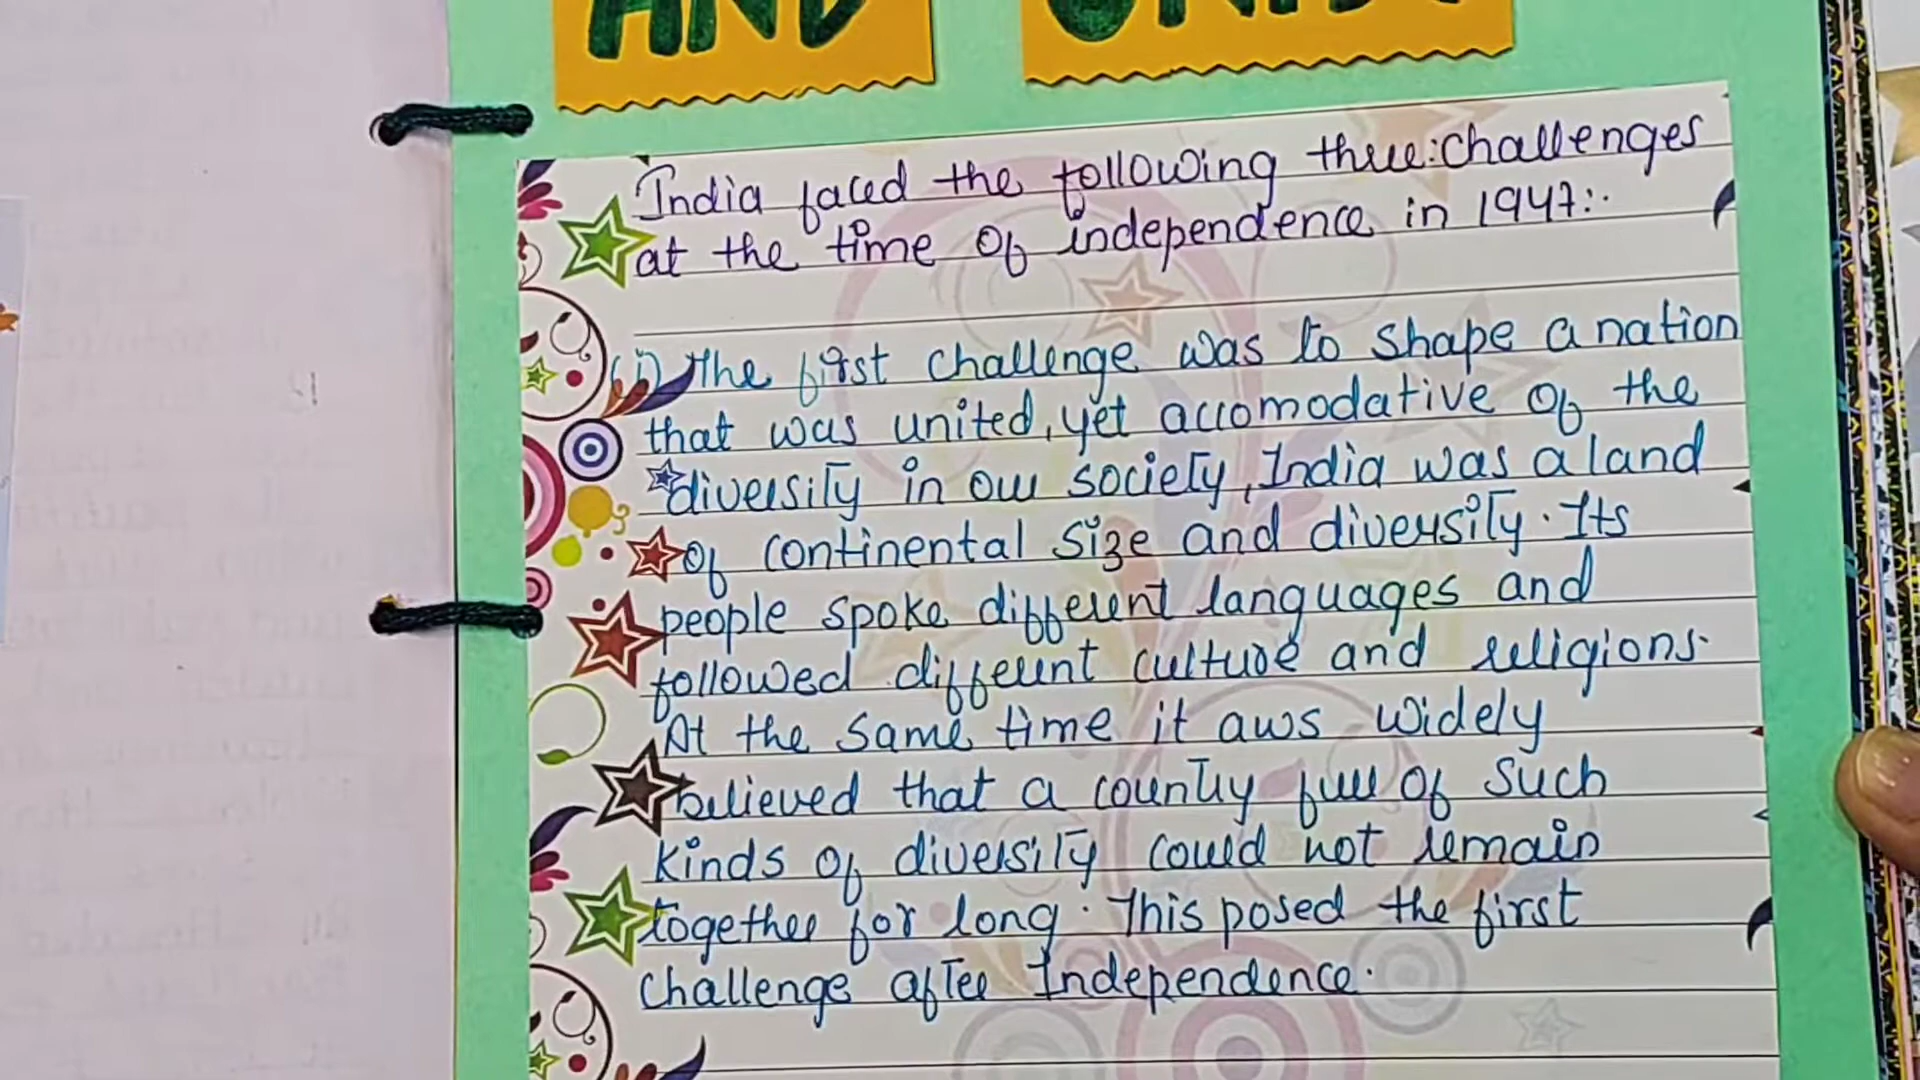 AND UNITY
India faced the following three:challenges
at the time of independence in 1947:.
(i) The first challenge was to shape a nation
that was united, yet accomodative of the
diversity in our society, India was a land
of continental size and diversity. Its
people spoke different languages and
followed different culture and religions.
At the same time it aws widely
believed that a country full of such
kinds of diversity could not remain
together for long. This posed the first
challenge after Independence.